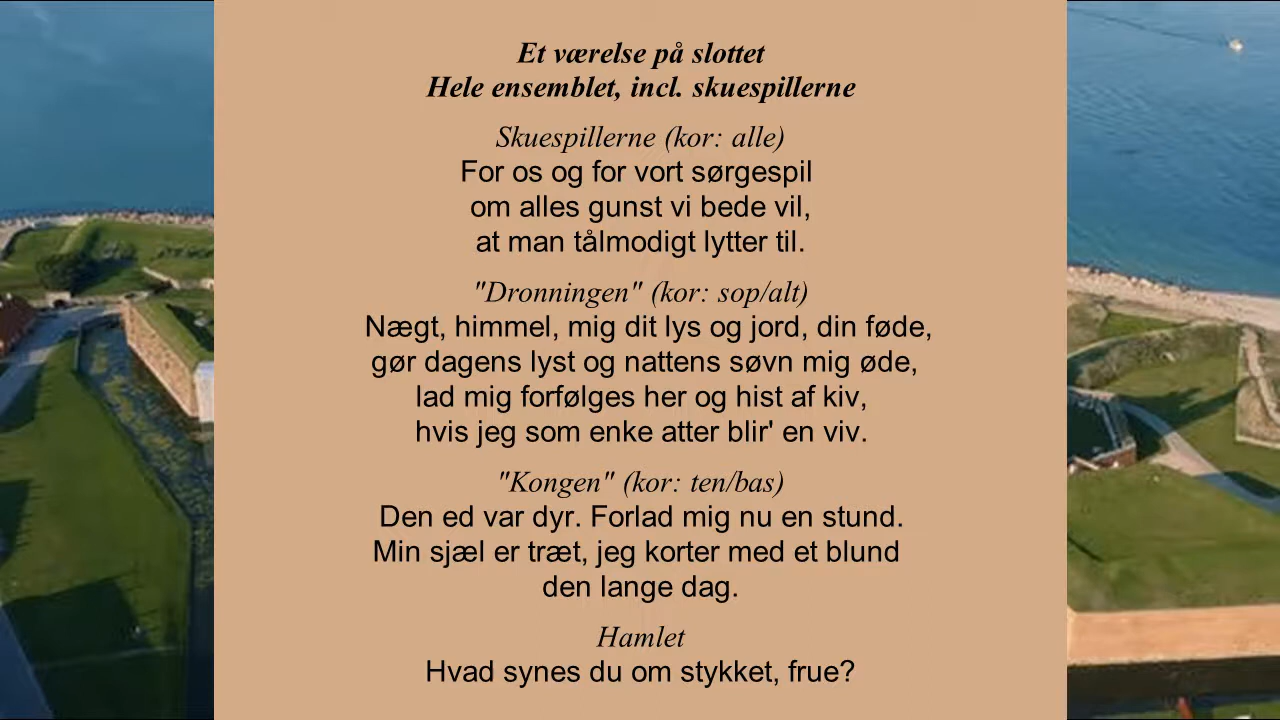 Et værelse på slottet
Hele ensemblet, incl. skuespillerne
Skuespillerne (kor: alle)
For os og for vort sørgespil
om alles gunst vi bede vil,
at man tålmodigt lytter til.
"Dronningen" (kor: sop/alt)
Nægt, himmel, mig dit lys og jord, din føde,
gør dagens lyst og nattens søvn mig øde,
lad mig forfølges her og hist af kiv,
hvis jeg som enke atter blir' en viv.
"Kongen" (kor: ten/bas)
Den ed var dyr. Forlad mig nu en stund.
Min sjæl er træt, jeg korter med et blund
den lange dag.
Hamlet
Hvad synes du om stykket, frue?